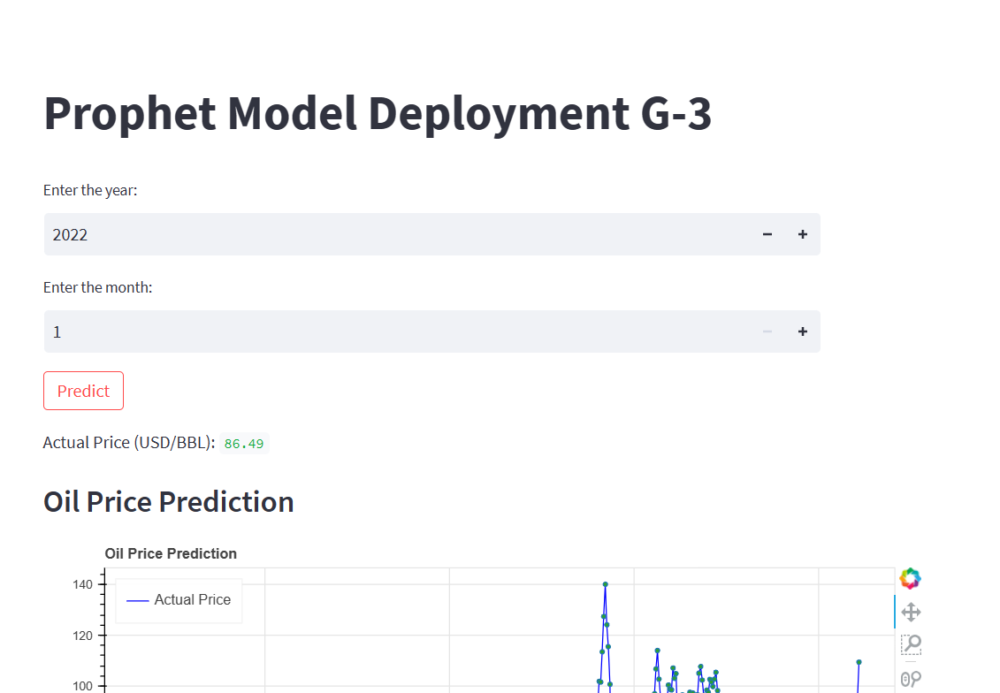 Prophet Model Deployment G-3
Enter the year:
2022
Enter the month:
1
Predict
Actual Price (USD/BBL): 86.49
Oil Price Prediction
Oil Price Prediction
140
Actual Price
120
100